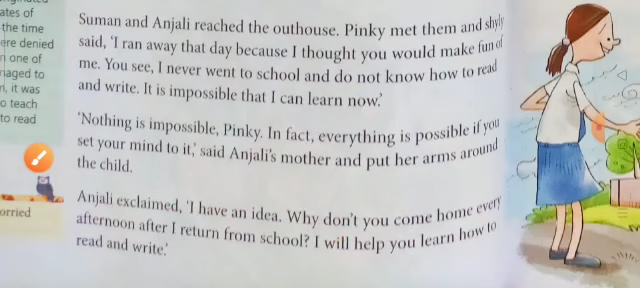 ates of
the time
ere denied
n one of
naged to
n, it was
o teach
to read
orried
Suman and Anjali reached the outhouse. Pinky met them and shyly
said, ‘I ran away that day because I thought you would make fun of
me. You see, I never went to school and do not know how to read
and write. It is impossible that I can learn now.’
‘Nothing is impossible, Pinky. In fact, everything is possible if you
set your mind to it,’ said Anjali’s mother and put her arms around
the child.
Anjali exclaimed, ‘I have an idea. Why don’t you come home every
afternoon after I return from school? I will help you learn how to
read and write.’